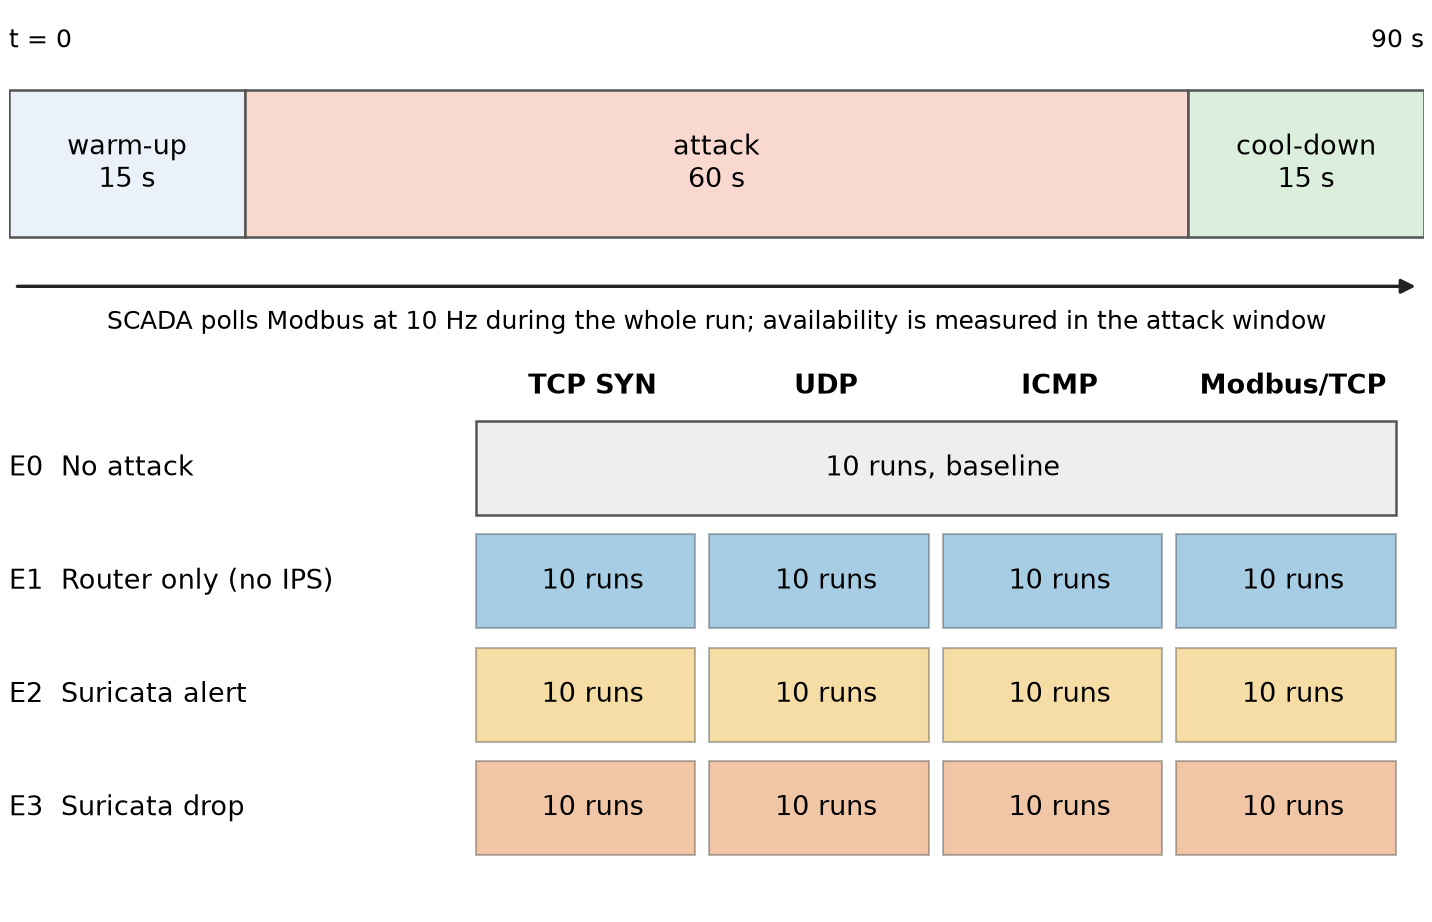 t = 0
90 s
warm-up
15 s
attack
60 s
cool-down
15 s
SCADA polls Modbus at 10 Hz during the whole run; availability is measured in the attack window
TCP SYN
UDP
ICMP
Modbus/TCP
E0 No attack
10 runs, baseline
E1 Router only (no IPS)
10 runs
10 runs
10 runs
10 runs
E2 Suricata alert
10 runs
10 runs
10 runs
10 runs
E3 Suricata drop
10 runs
10 runs
10 runs
10 runs